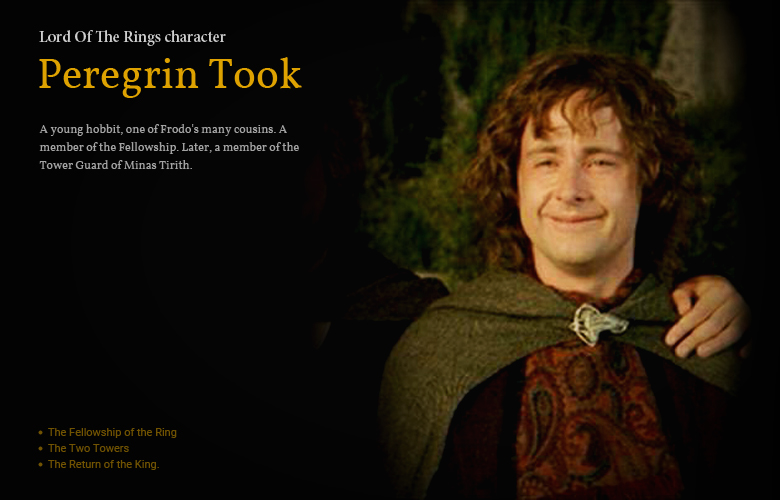 Lord Of The Rings character
Peregrin Took
A young hobbit, one of Frodo's many cousins. A
member of the Fellowship. Later, a member of the
Tower Guard of Minas Tirith.
• The Fellowship of the Ring
• The Two Towers
• The Return of the King.